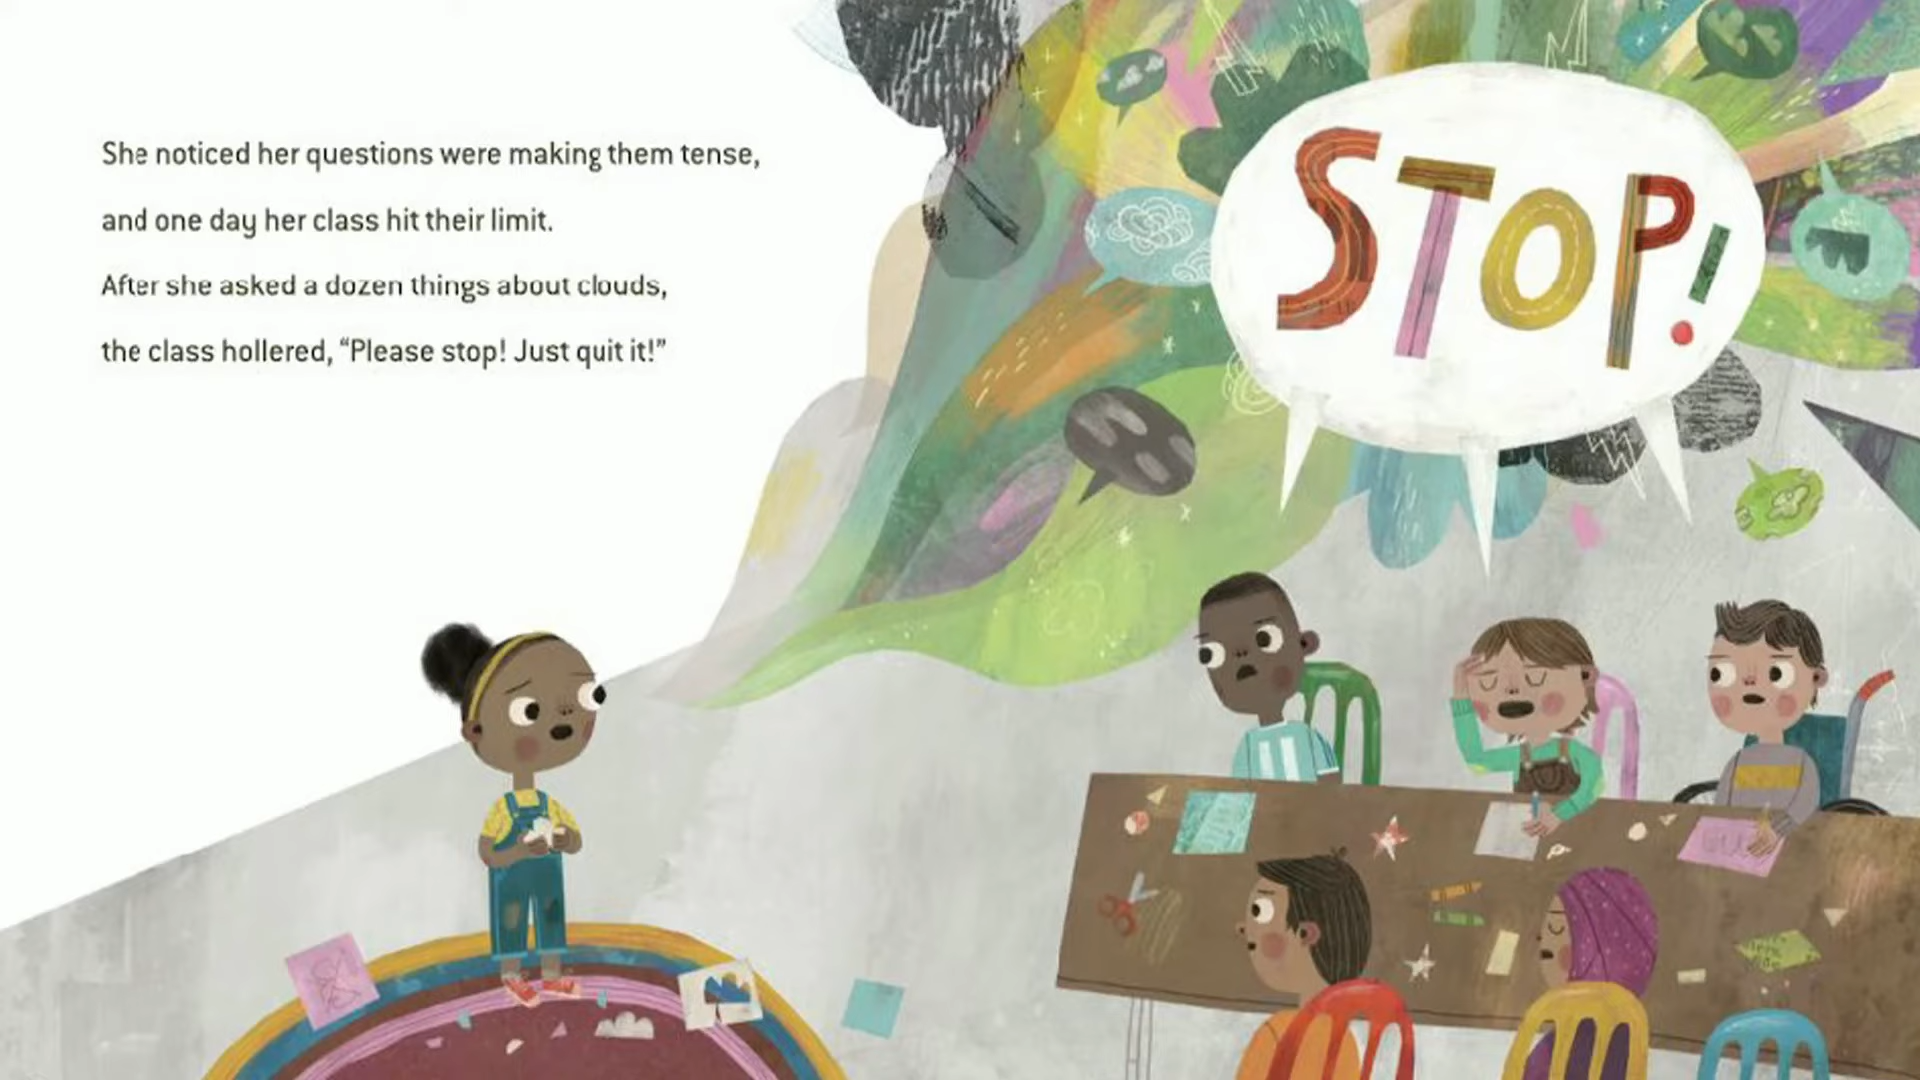 She noticed her questions were making them tense,
and one day her class hit their limit.
After she asked a dozen things about clouds,
the class hollered, “Please stop! Just quit it!”
STOP!